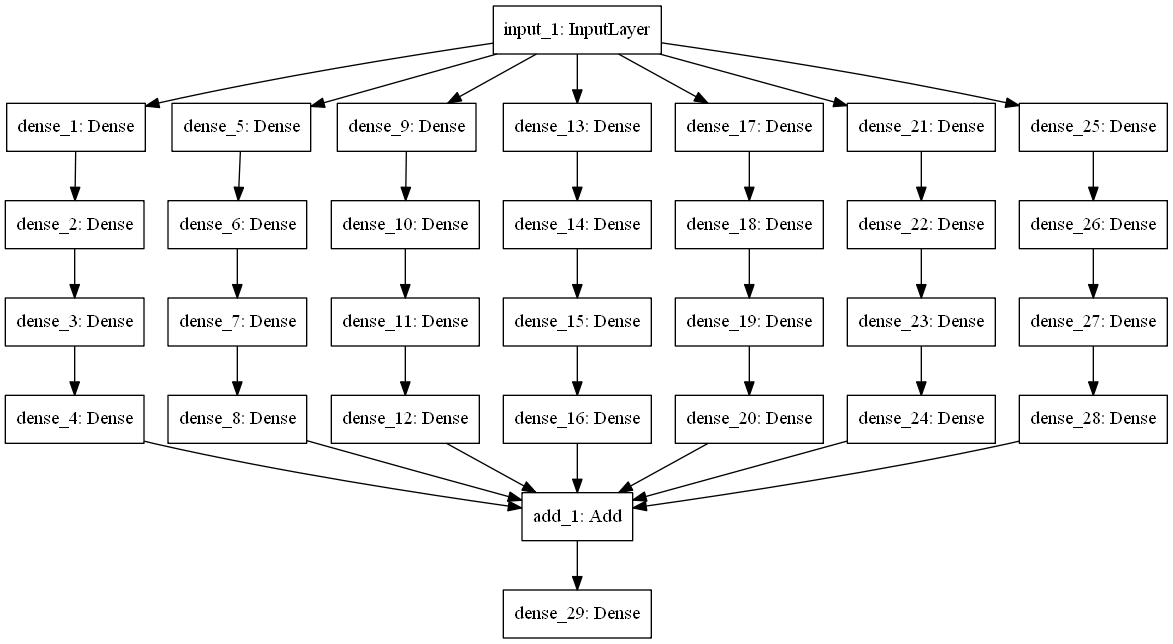 input_1: InputLayer
dense_1: Dense
dense_5: Dense
dense_9: Dense
dense_13: Dense
dense_17: Dense
dense_21: Dense
dense_25: Dense
dense_2: Dense
dense_6: Dense
dense_10: Dense
dense_14: Dense
dense_18: Dense
dense_22: Dense
dense_26: Dense
dense_3: Dense
dense_7: Dense
dense_11: Dense
dense_15: Dense
dense_19: Dense
dense_23: Dense
dense_27: Dense
dense_4: Dense
dense_8: Dense
dense_12: Dense
dense_16: Dense
dense_20: Dense
dense_24: Dense
dense_28: Dense
add_1: Add
dense_29: Dense